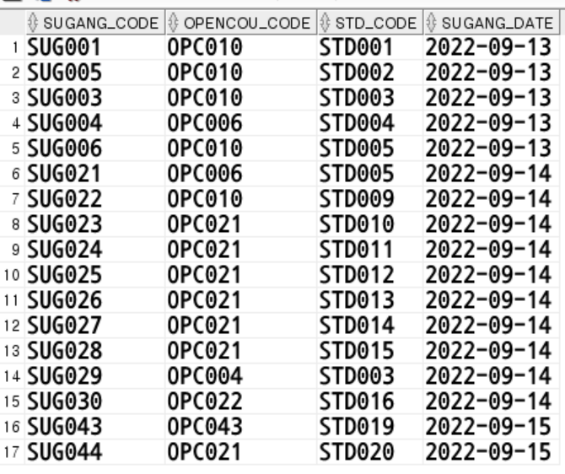 SUGANG_CODE OPENCOU_CODE STD_CODE SUGANG_DATE
1 SUG001 OPC010 STD001 2022-09-13
2 SUG005 OPC010 STD002 2022-09-13
3 SUG003 OPC010 STD003 2022-09-13
4 SUG004 OPC006 STD004 2022-09-13
5 SUG006 OPC010 STD005 2022-09-13
6 SUG021 OPC006 STD005 2022-09-14
7 SUG022 OPC010 STD009 2022-09-14
8 SUG023 OPC021 STD010 2022-09-14
9 SUG024 OPC021 STD011 2022-09-14
10 SUG025 OPC021 STD012 2022-09-14
11 SUG026 OPC021 STD013 2022-09-14
12 SUG027 OPC021 STD014 2022-09-14
13 SUG028 OPC021 STD015 2022-09-14
14 SUG029 OPC004 STD003 2022-09-14
15 SUG030 OPC022 STD016 2022-09-14
16 SUG043 OPC043 STD019 2022-09-15
17 SUG044 OPC021 STD020 2022-09-15